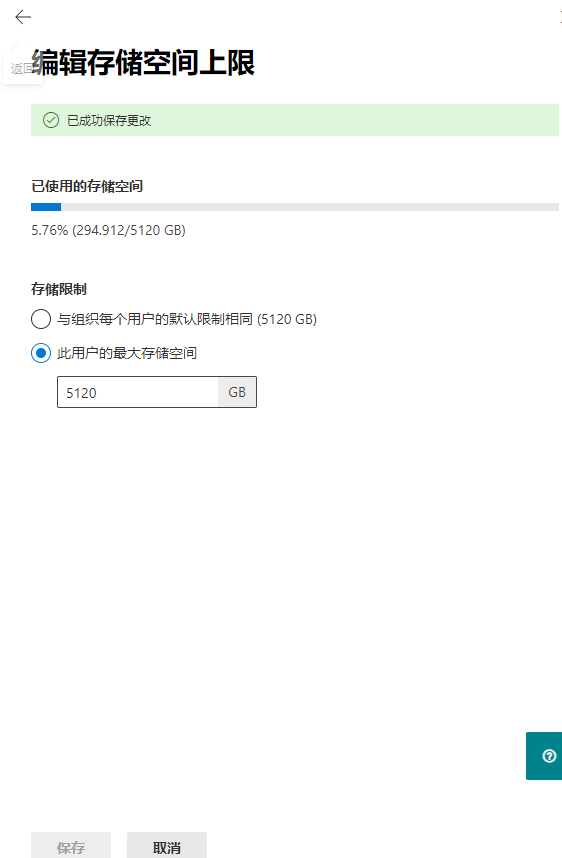 编辑存储空间上限
返回
已成功保存更改
已使用的存储空间
5.76% (294.912/5120 GB)
存储限制
与组织每个用户的默认限制相同 (5120 GB)
此用户的最大存储空间
5120 GB
保存 取消